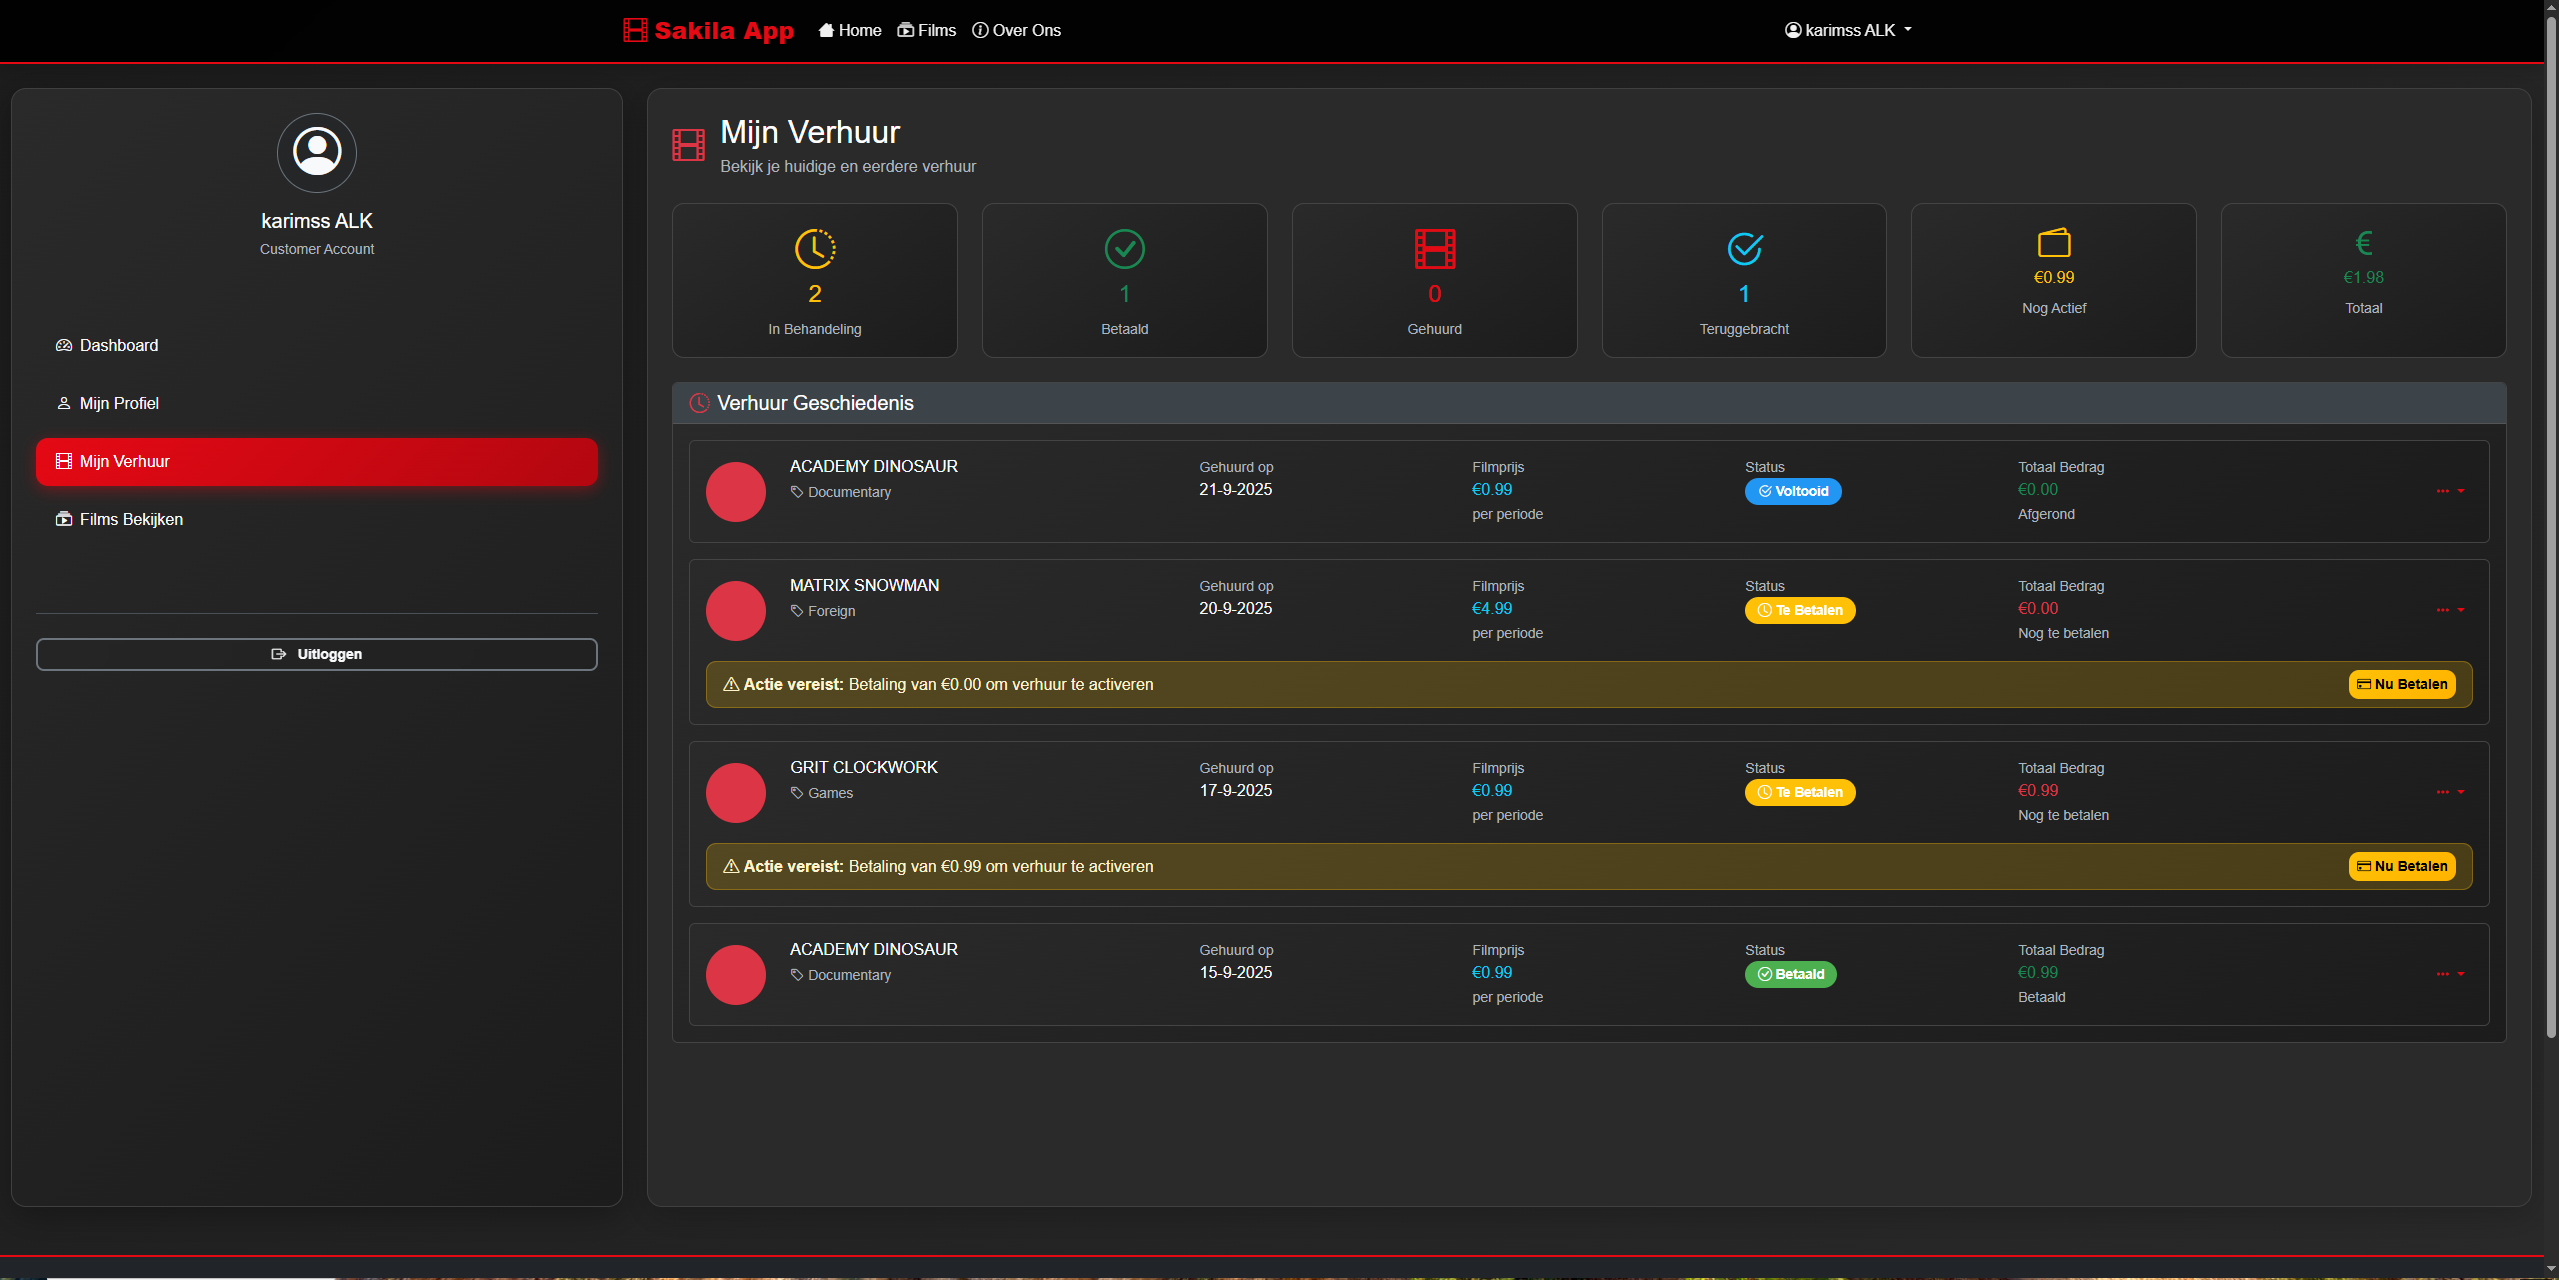 Sakila App
Home
Films
Over Ons
karimss ALK
karimss ALK
Customer Account
Dashboard
Mijn Profiel
Mijn Verhuur
Films Bekijken
Uitloggen
Mijn Verhuur
Bekijk je huidige en eerdere verhuur
2
In Behandeling
1
Betaald
0
Gehuurd
1
Teruggebracht
€0.99
Nog Actief
€
€1.98
Totaal
Verhuur Geschiedenis
ACADEMY DINOSAUR
Documentary
Gehuurd op
21-9-2025
Filmprijs
€0.99
per periode
Status
Voltooid
Totaal Bedrag
€0.00
Afgerond
MATRIX SNOWMAN
Foreign
Gehuurd op
20-9-2025
Filmprijs
€4.99
per periode
Status
Te Betalen
Totaal Bedrag
€0.00
Nog te betalen
Actie vereist: Betaling van €0.00 om verhuur te activeren
Nu Betalen
GRIT CLOCKWORK
Games
Gehuurd op
17-9-2025
Filmprijs
€0.99
per periode
Status
Te Betalen
Totaal Bedrag
€0.99
Nog te betalen
Actie vereist: Betaling van €0.99 om verhuur te activeren
Nu Betalen
ACADEMY DINOSAUR
Documentary
Gehuurd op
15-9-2025
Filmprijs
€0.99
per periode
Status
Betaald
Totaal Bedrag
€0.99
Betaald